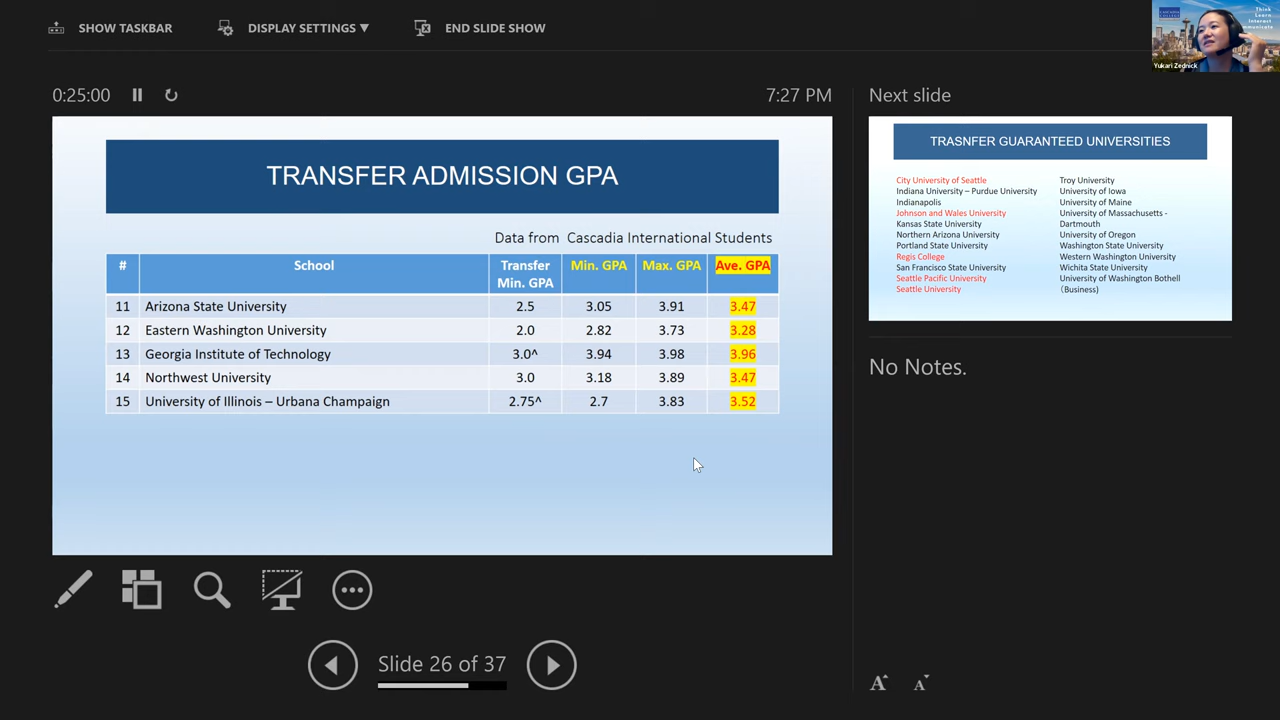 SHOW TASKBAR
DISPLAY SETTINGS ▼
END SLIDE SHOW
Think
Learn
Interact
Yukari Zednick
0:25:00
7:27 PM
Next slide
TRANSFER ADMISSION GPA
Data from Cascadia International Students
# School Transfer Min. GPA Min. GPA Max. GPA Ave. GPA
11 Arizona State University 2.5 3.05 3.91 3.47
12 Eastern Washington University 2.0 2.82 3.73 3.28
13 Georgia Institute of Technology 3.0^ 3.94 3.98 3.96
14 Northwest University 3.0 3.18 3.89 3.47
15 University of Illinois – Urbana Champaign 2.75^ 2.7 3.83 3.52
TRASNFER GUARANTEED UNIVERSITIES
City University of Seattle
Indiana University – Purdue University
Indianapolis
Johnson and Wales University
Kansas State University
Northern Arizona University
Portland State University
Regis College
San Francisco State University
Seattle Pacific University
Seattle University
Troy University
University of Iowa
University of Maine
University of Massachusetts -
Dartmouth
University of Oregon
Washington State University
Western Washington University
Wichita State University
University of Washington Bothell
（Business)
No Notes.
Slide 26 of 37
A A